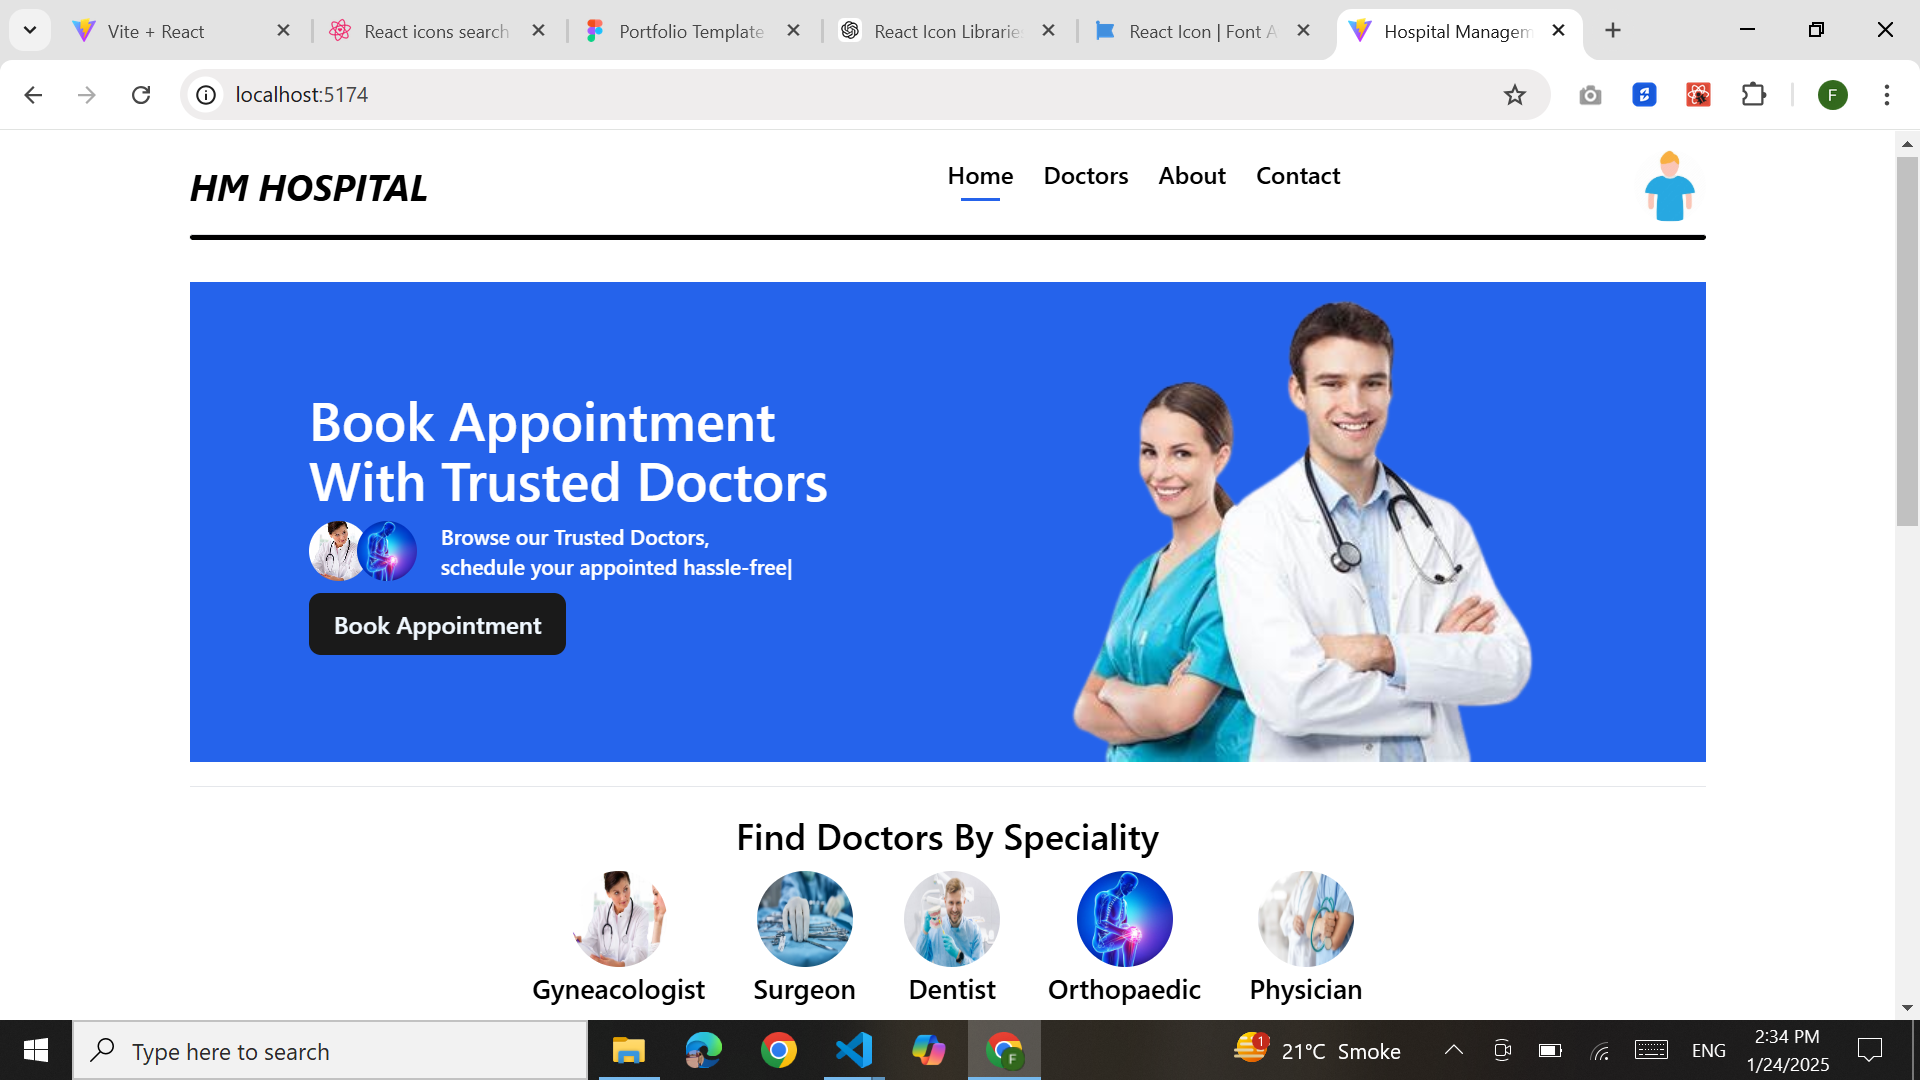 Vite + React
React icons search
Portfolio Template
React Icon Libraries
React Icon | Font A
Hospital Managem
localhost:5174
F
HM HOSPITAL
Home Doctors About Contact
Book Appointment
With Trusted Doctors
Browse our Trusted Doctors,
schedule your appointed hassle-free|
Book Appointment
Find Doctors By Speciality
Gyneacologist Surgeon Dentist Orthopaedic Physician
Type here to search
F
1
21°C Smoke
ENG
2:34 PM
1/24/2025